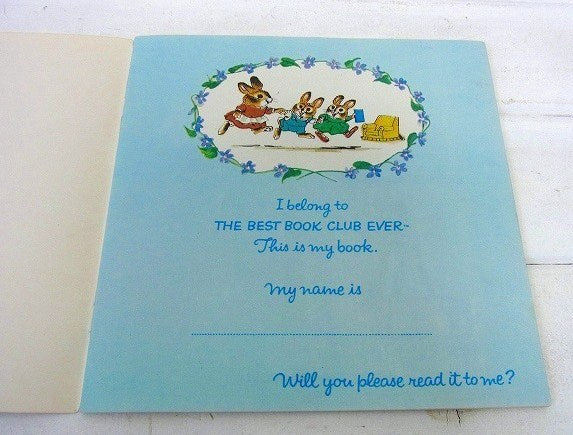 I belong to
THE BEST BOOK CLUB EVER™
This is my book.
My name is
Will you please read it to me?